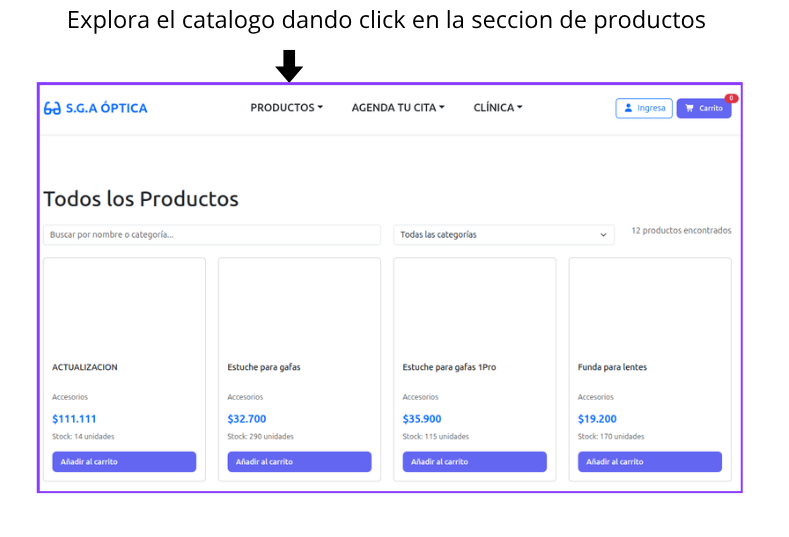 Explora el catalogo dando click en la seccion de productos
S.G.A ÓPTICA
PRODUCTOS
AGENDA TU CITA
CLÍNICA
Ingresa
Carrito
0
Todos los Productos
Buscar por nombre o categoría...
Todas las categorías
12 productos encontrados
ACTUALIZACION
Accesorios
$111.111
Stock: 14 unidades
Añadir al carrito
Estuche para gafas
Accesorios
$32.700
Stock: 290 unidades
Añadir al carrito
Estuche para gafas 1Pro
Accesorios
$35.900
Stock: 115 unidades
Añadir al carrito
Funda para lentes
Accesorios
$19.200
Stock: 170 unidades
Añadir al carrito